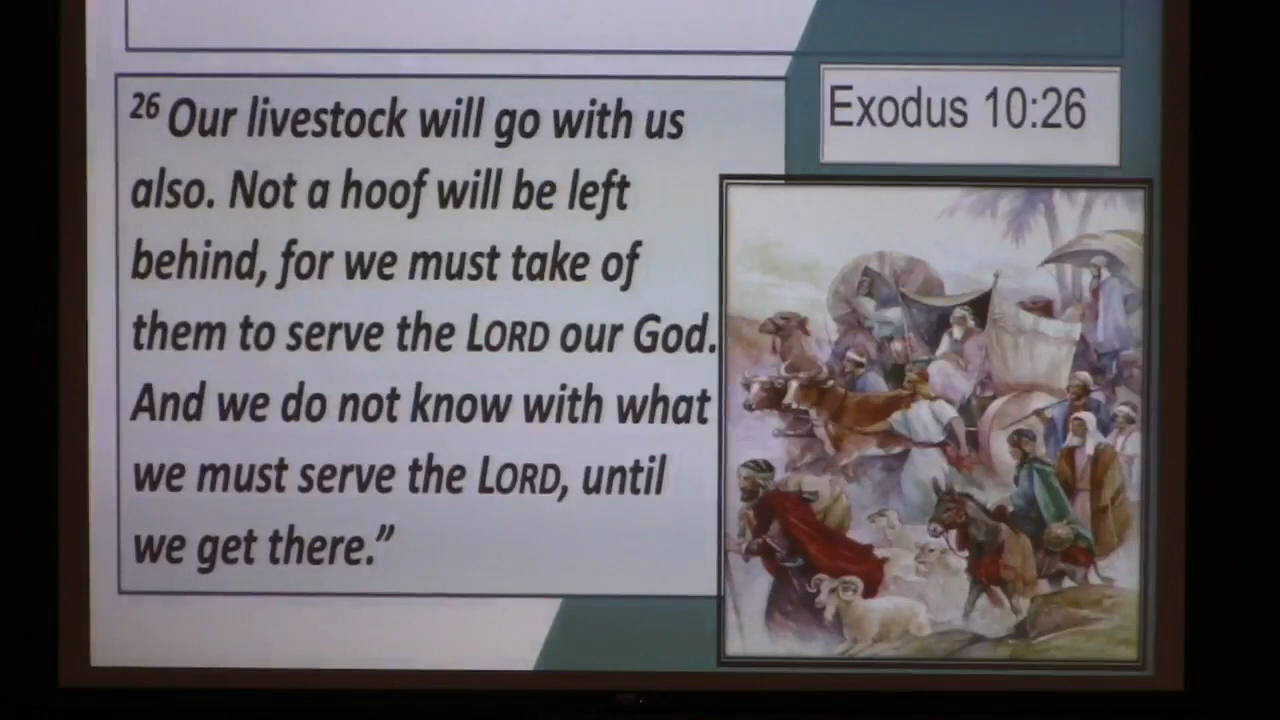 Exodus 10:26
26 Our livestock will go with us
also. Not a hoof will be left
behind, for we must take of
them to serve the LORD our God.
And we do not know with what
we must serve the LORD, until
we get there.”